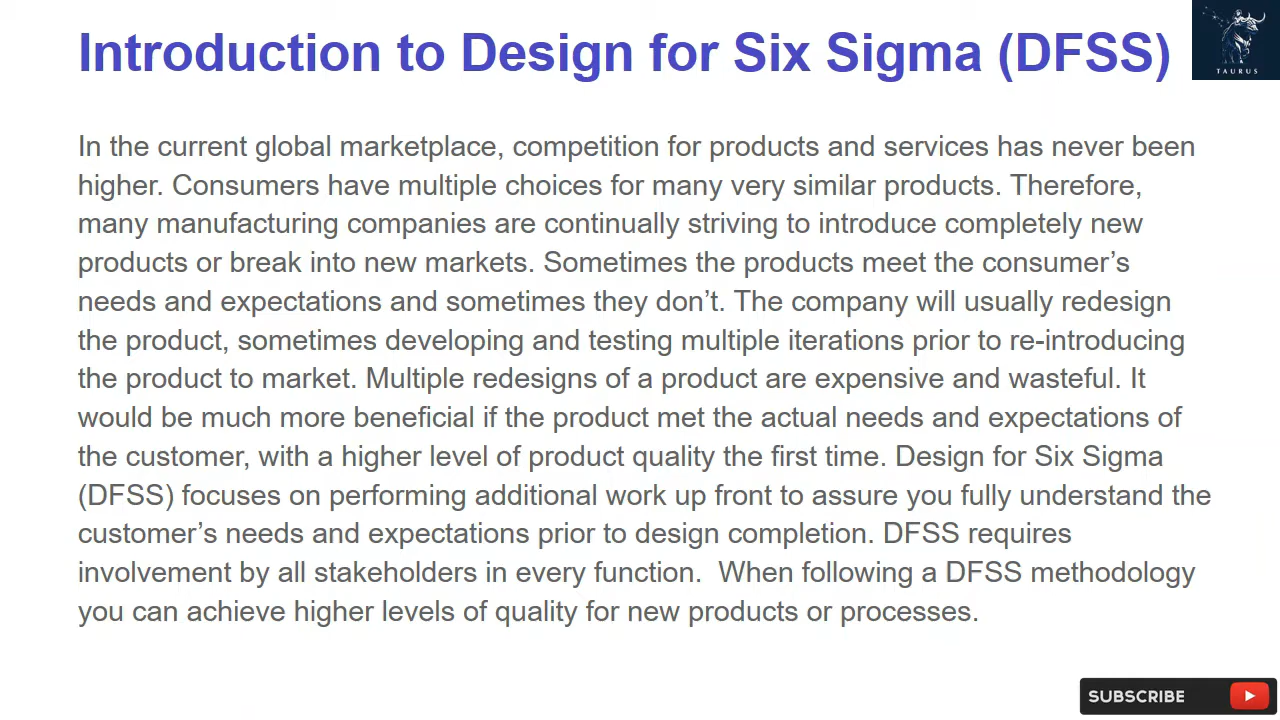 Introduction to Design for Six Sigma (DFSS)
TAURUS
In the current global marketplace, competition for products and services has never been
higher. Consumers have multiple choices for many very similar products. Therefore,
many manufacturing companies are continually striving to introduce completely new
products or break into new markets. Sometimes the products meet the consumer’s
needs and expectations and sometimes they don’t. The company will usually redesign
the product, sometimes developing and testing multiple iterations prior to re-introducing
the product to market. Multiple redesigns of a product are expensive and wasteful. It
would be much more beneficial if the product met the actual needs and expectations of
the customer, with a higher level of product quality the first time. Design for Six Sigma
(DFSS) focuses on performing additional work up front to assure you fully understand the
customer’s needs and expectations prior to design completion. DFSS requires
involvement by all stakeholders in every function.  When following a DFSS methodology
you can achieve higher levels of quality for new products or processes.
SUBSCRIBE